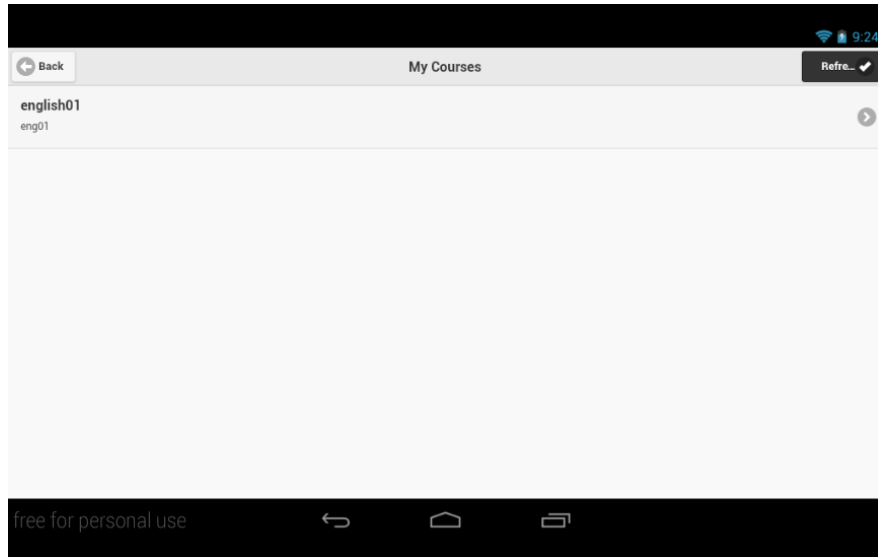 9:24
Back
My Courses
Refre...
english01
eng01
free for personal use